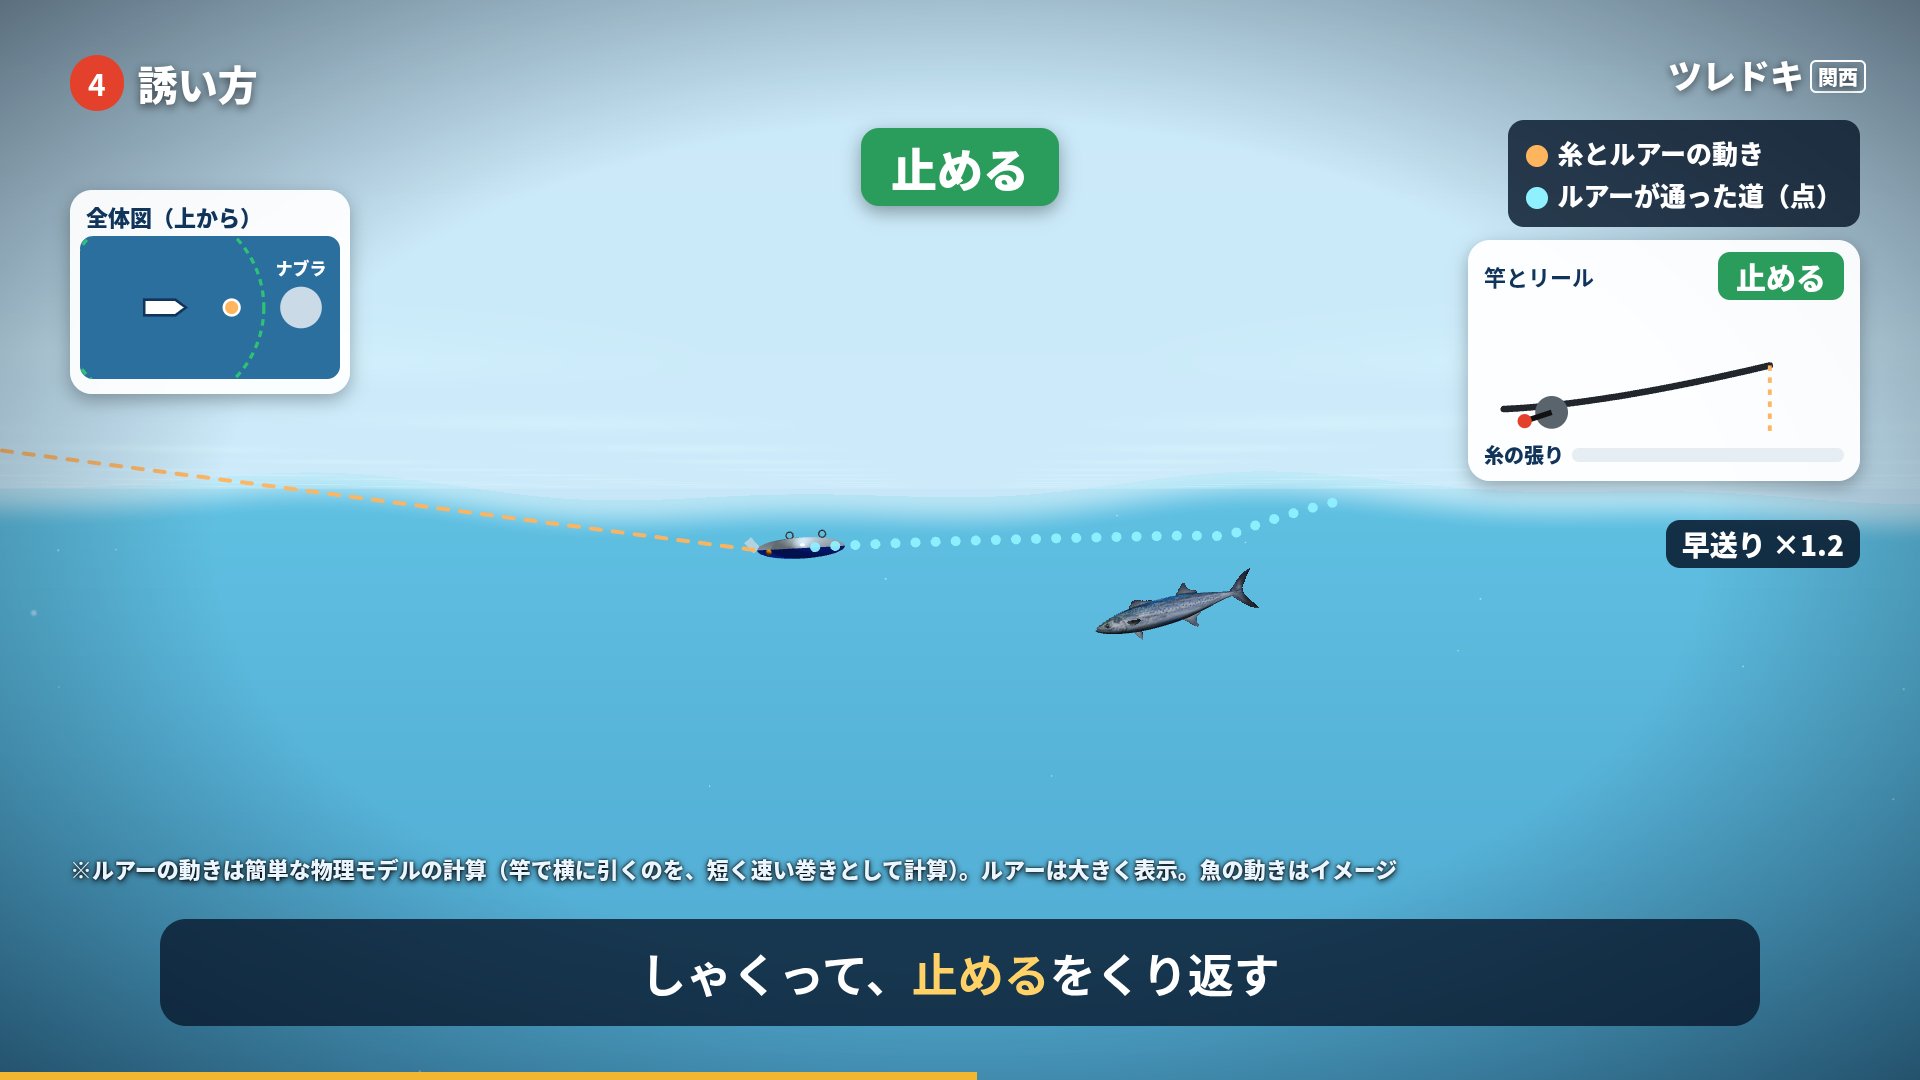 4 誘い方
ツレドキ 関西
止める
糸とルアーの動き
ルアーが通った道（点）
全体図（上から）
ナブラ
竿とリール
止める
糸の張り
早送り ×1.2
※ルアーの動きは簡単な物理モデルの計算（竿で横に引くのを、短く速い巻きとして計算）。ルアーは大きく表示。魚の動きはイメージ
しゃくって、止めるをくり返す